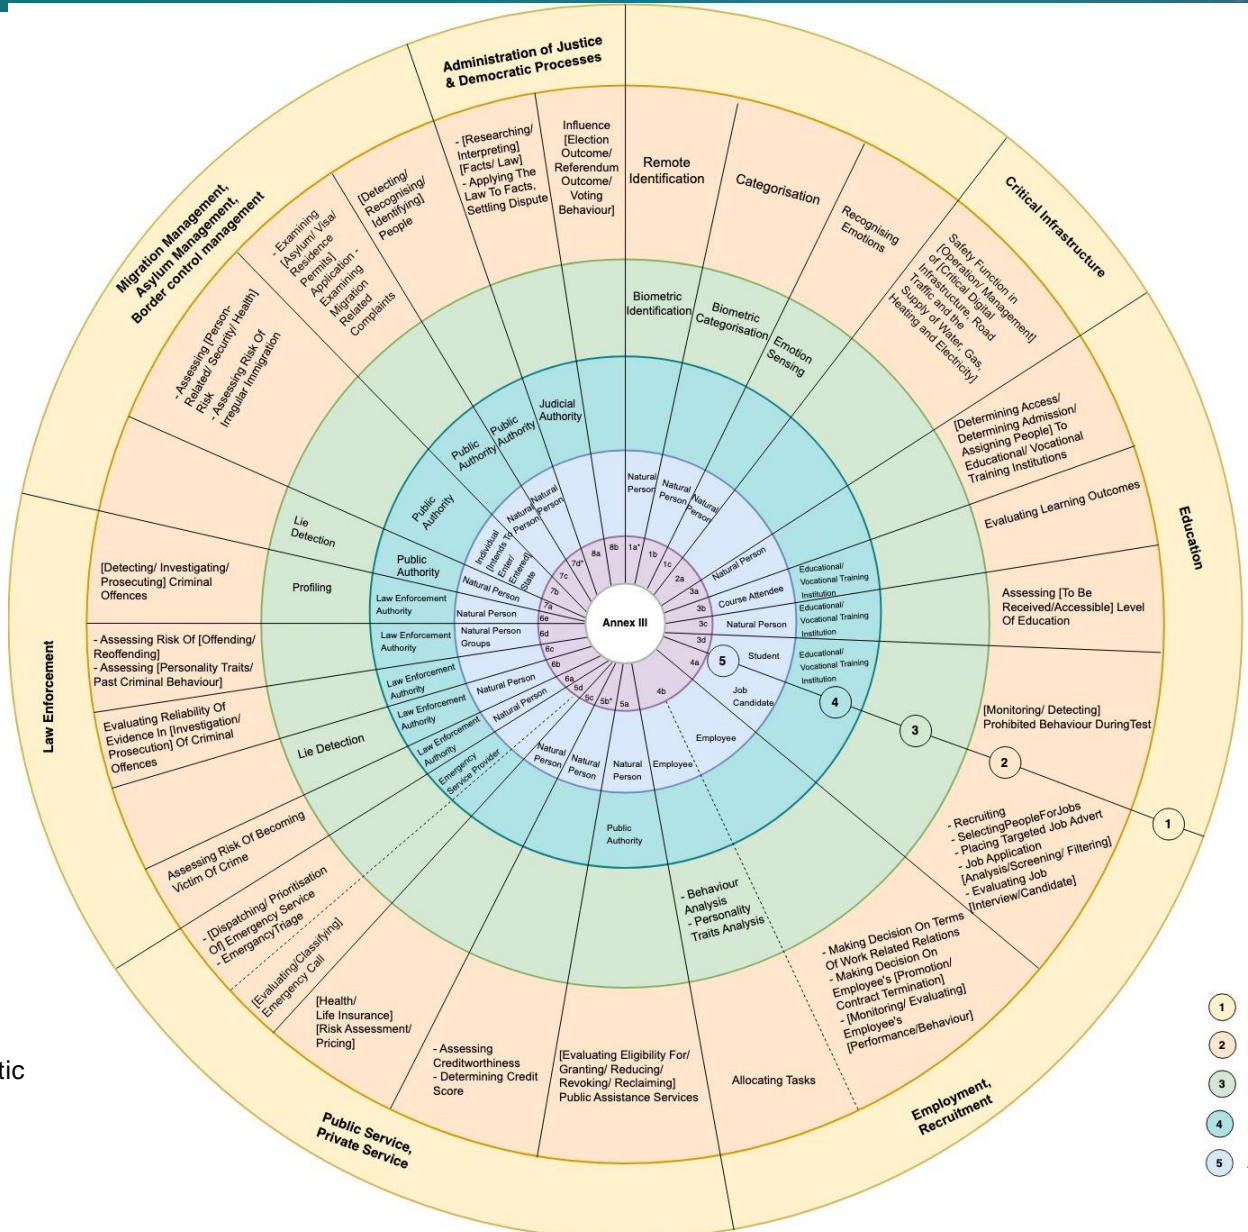 Administration of Justice
& Democratic Processes
Critical Infrastructure
Education
Employment,
Recruitment
Public Service,
Private Service
Law Enforcement
Migration Management,
Asylum Management,
Border control management
Remote
Identification
Categorisation
Recognising
Emotions
Safety Function in
[Operation/ Management]
of [Critical Digital
Infrastructure, Road
Traffic and the
Supply of Water, Gas,
Heating and Electricity]
[Determining Access/
Determining Admission/
Assigning People] To
Educational/ Vocational
Training Institutions
Evaluating Learning Outcomes
Assessing [To Be
Received/Accessible] Level
Of Education
[Monitoring/ Detecting]
Prohibited Behaviour DuringTest
- Recruiting
- SelectingPeopleForJobs
- Placing Targeted Job Advert
- Job Application
[Analysis/Screening/ Filtering]
- Evaluating Job
[Interview/Candidate]
- Making Decision On Terms
Of Work Related Relations
- Making Decision On
Employee's [Promotion/
Contract Termination]
- [Monitoring/ Evaluating]
Employee's
[Performance/Behaviour]
Allocating Tasks
[Evaluating Eligibility For/
Granting/ Reducing/
Revoking/ Reclaiming]
Public Assistance Services
- Assessing
Creditworthiness
- Determining Credit
Score
[Health/
Life Insurance]
[Risk Assessment/
Pricing]
[Evaluating/Classifying]
Emergency Call
- [Dispatching/ Prioritisation
Of] Emergency Service
- EmergancyTriage
Assessing Risk Of Becoming
Victim Of Crime
Evaluating Reliability Of
Evidence In [Investigation/
Prosecution] Of Criminal
Offences
- Assessing Risk Of [Offending/
Reoffending]
- Assessing [Personality Traits/
Past Criminal Behaviour]
[Detecting/ Investigating/
Prosecuting] Criminal
Offences
- Assessing [Person-
Related/ Security/ Health]
Risk
- Assessing Risk Of
Irregular Immigration
- Examining
[Asylum/ Visa/
Residence
Permits]
Application -
Examining
Migration
Related
Complaints
[Detecting/
Recognising/
Identifying]
People
- [Researching/
Interpreting]
[Facts/ Law]
- Applying The
Law To Facts,
Settling Dispute
Influence
[Election
Outcome/
Referendum
Outcome/
Voting
Behaviour]
Biometric
Identification
Biometric
Categorisation
Emotion
Sensing
- Behaviour
Analysis
- Personality
Traits Analysis
Lie Detection
Profiling
Lie
Detection
Judicial
Authority
Public
Authority
Public
Authority
Public
Authority
Public
Authority
Law Enforcement
Authority
Law Enforcement
Authority
Law Enforcement
Authority
Law Enforcement
Authority
Law Enforcement
Authority
Emergency
Service Provider
Public
Authority
Educational/
Vocational Training
Institution
Educational/
Vocational Training
Institution
Educational/
Vocational Training
Institution
Natural
Person
Natural
Person
Natural
Person
Natural Person
Course Attendee
Natural Person
Student
Job
Candidate
Employee
Employee
Natural
Person
Natural
Person
Natural
Person
Natural Person
Natural Person
Natural Person
Groups
Natural Person
Natural Person
Individual
[Intends To
Enter/
Entered]
State
Natural
Person
Natural
Person
1a*
1b
1c
2a
3a
3b
3c
3d
4a
4b
5a
5b*
5c
5d
6a
6b
6c
6d
6e
7a
7b
7c
7d*
8a
8b
Annex III
5
4
3
2
1
tic
1
2
3
4
5